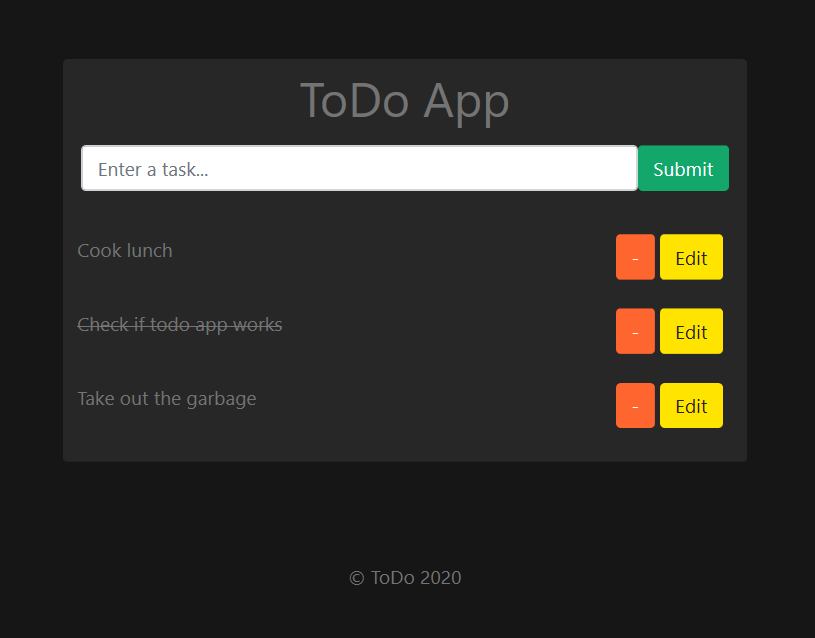 ToDo App
Enter a task... Submit
Cook lunch - Edit
Check if todo app works - Edit
Take out the garbage - Edit
© ToDo 2020